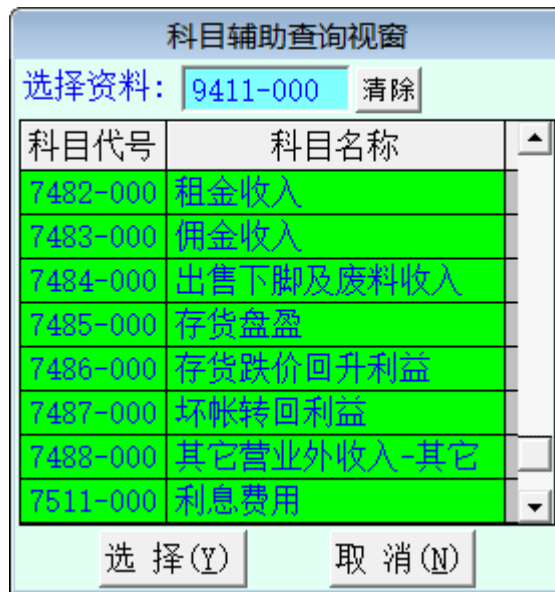 科目辅助查询视窗
选择资料: 9411-000 清除
科目代号 科目名称
7482-000 租金收入
7483-000 佣金收入
7484-000 出售下脚及废料收入
7485-000 存货盘盈
7486-000 存货跌价回升利益
7487-000 坏帐转回利益
7488-000 其它营业外收入-其它
7511-000 利息费用
选 择(Y) 取 消(N)